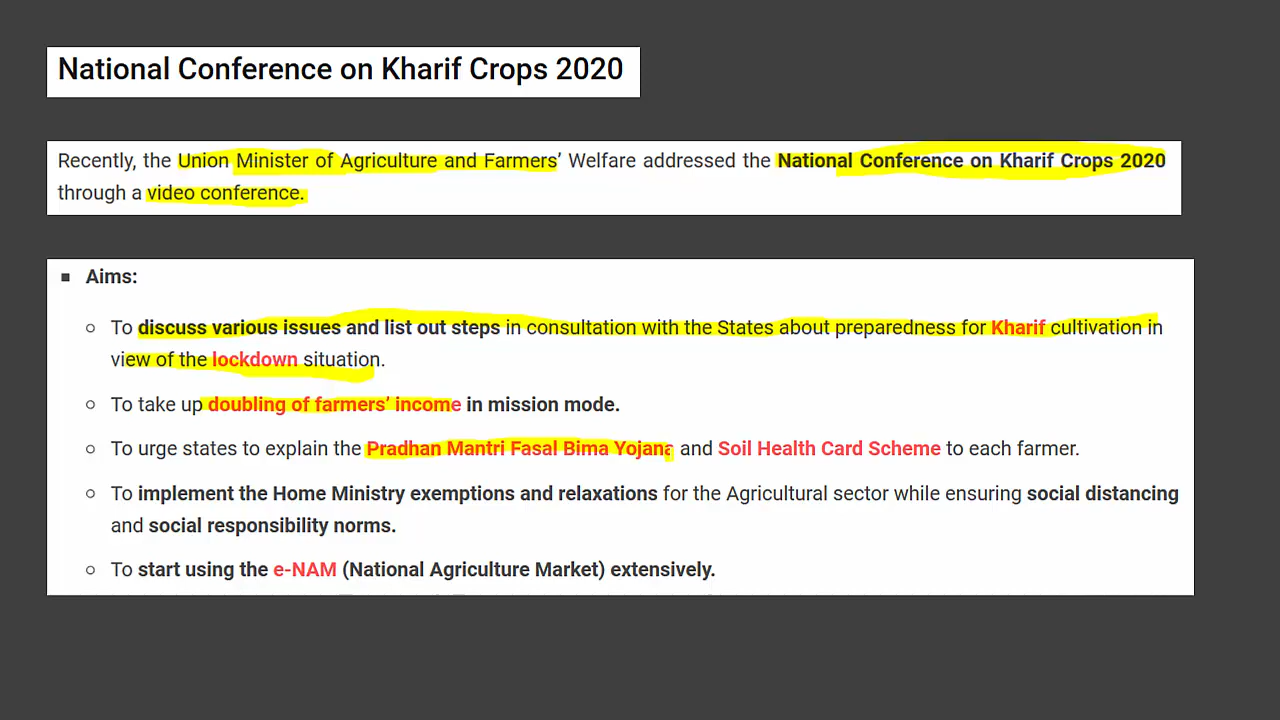 National Conference on Kharif Crops 2020
Recently, the Union Minister of Agriculture and Farmers’ Welfare addressed the National Conference on Kharif Crops 2020
through a video conference.
Aims:
To discuss various issues and list out steps in consultation with the States about preparedness for Kharif cultivation in
view of the lockdown situation.
To take up doubling of farmers’ income in mission mode.
To urge states to explain the Pradhan Mantri Fasal Bima Yojana and Soil Health Card Scheme to each farmer.
To implement the Home Ministry exemptions and relaxations for the Agricultural sector while ensuring social distancing
and social responsibility norms.
To start using the e-NAM (National Agriculture Market) extensively.